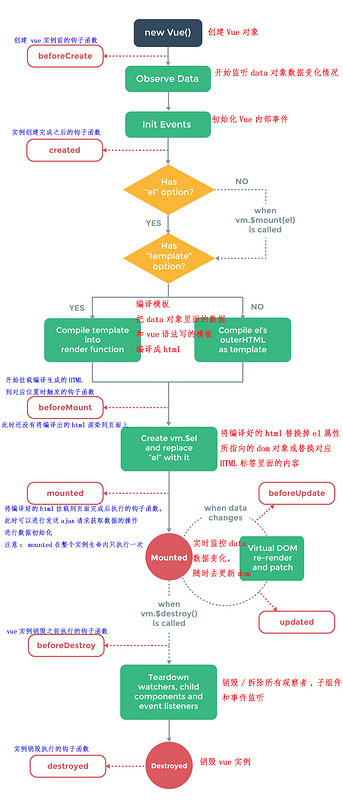 new Vue()
创建 Vue 对象
创建 vue 实例前的钩子函数
beforeCreate
Observe Data
开始监听 data 对象数据变化情况
Init Events
初始化 Vue 内部事件
实例创建完成之后的钩子函数
created
Has
"el" option?
NO
when
vm.$mount(el)
is called
YES
Has
"template"
option?
YES
NO
编译模板
把 data 对象里面的数据
和 vue 语法写的模板
编译成 html
Compile template
into
render function
Compile el's
outerHTML
as template
开始挂载编译生成的 HTML
到对应位置时触发的钩子函数
beforeMount
此时还没有将编译出的 html 渲染到页面上
Create vm.$el
and replace
"el" with it
将编译好的 html 替换掉 el 属性
所指向的 dom 对象或替换对应
HTML 标签里面的内容
mounted
将编译好的 html 挂载到页面完成后执行的钩子函数，
此时可以进行发送 ajax 请求获取数据的操作
进行数据初始化
注意 ： mounted 在整个实例生命内只执行一次
beforeUpdate
when data
changes
Mounted
实时监控 data
数据变化，
随时去更新 dom
Virtual DOM
re-render
and patch
updated
when
vm.$destroy()
is called
vue 实例销毁之前执行的钩子函数
beforeDestroy
Teardown
watchers, child
components and
event listeners
销毁 / 拆除所有观察者 、子组件
和事件监听
实例销毁执行的钩子函数
destroyed
Destroyed
销毁 vue 实例